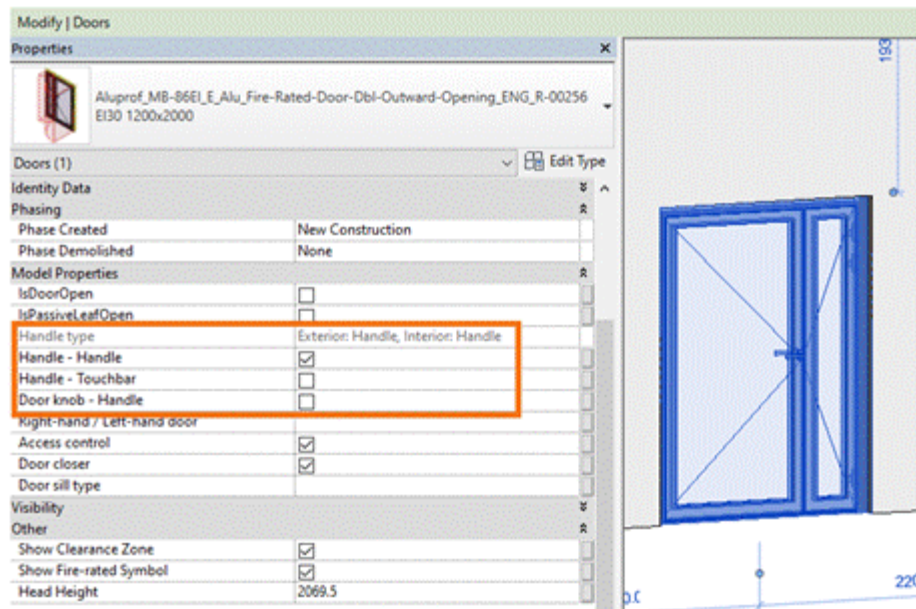 Modify | Doors
Properties
Aluprof_MB-86EI_E_Alu_Fire-Rated-Door-Dbl-Outward-Opening_ENG_R-00256
EI30 1200x2000
Doors (1)
Edit Type
Identity Data
Phasing
Phase Created New Construction
Phase Demolished None
Model Properties
IsDoorOpen
IsPassiveLeafOpen
Handle type Exterior: Handle, Interior: Handle
Handle - Handle
Handle - Touchbar
Door knob - Handle
Right-hand / Left-hand door
Access control
Door closer
Door sill type
Visibility
Other
Show Clearance Zone
Show Fire-rated Symbol
Head Height 2069.5
193
220